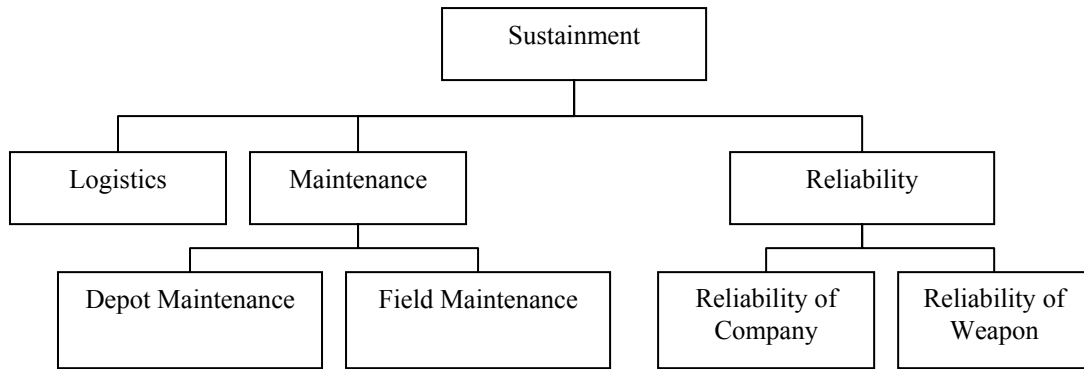 Sustainment
Logistics
Maintenance
Reliability
Depot Maintenance
Field Maintenance
Reliability of
Company
Reliability of
Weapon